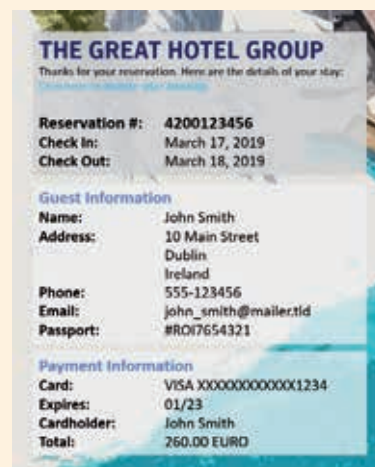 THE GREAT HOTEL GROUP
Thanks for your reservation. Here are the details of your stay:
Reservation #: 4200123456
Check In: March 17, 2019
Check Out: March 18, 2019
Guest Information
Name: John Smith
Address: 10 Main Street
Dublin
Ireland
Phone: 555-123456
Email: john_smith@mailer.tld
Passport: #ROI7654321
Payment Information
Card: VISA XXXXXXXXXXXX1234
Expires: 01/23
Cardholder: John Smith
Total: 260.00 EURO